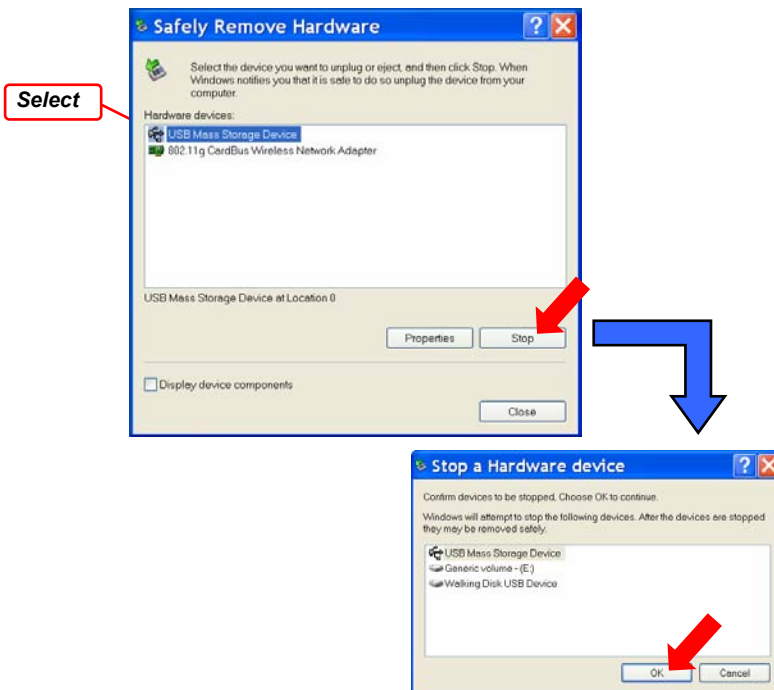 Safely Remove Hardware
Select the device you want to unplug or eject, and then click Stop. When
Windows notifies you that it is safe to do so unplug the device from your
computer.
Select
Hardware devices:
USB Mass Storage Device
802.11g CardBus Wireless Network Adapter
USB Mass Storage Device at Location 0
Properties
Stop
Display device components
Close
Stop a Hardware device
Confirm devices to be stopped, Choose OK to continue.
Windows will attempt to stop the following devices. After the devices are stopped
they may be removed safely.
USB Mass Storage Device
Generic volume - (E:)
Walking Disk USB Device
OK
Cancel